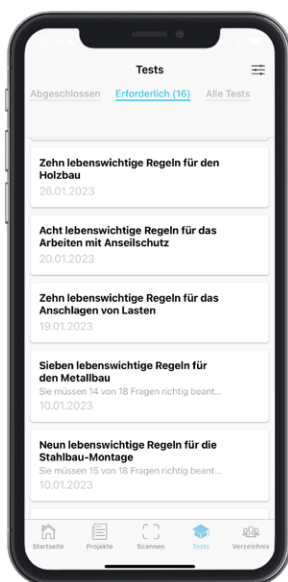 Tests
Abgeschlossen Erforderlich (16) Alle Tests
Zehn lebenswichtige Regeln für den
Holzbau
26.01.2023
Acht lebenswichtige Regeln für das
Arbeiten mit Anseilschutz
20.01.2023
Zehn lebenswichtige Regeln für das
Anschlagen von Lasten
19.01.2023
Sieben lebenswichtige Regeln für
den Metallbau
Sie müssen 14 von 18 Fragen richtig beant...
10.01.2023
Neun lebenswichtige Regeln für die
Stahlbau-Montage
Sie müssen 15 von 18 Fragen richtig beant...
10.01.2023
Startseite Projekte Scannen Tests Verzeichnis